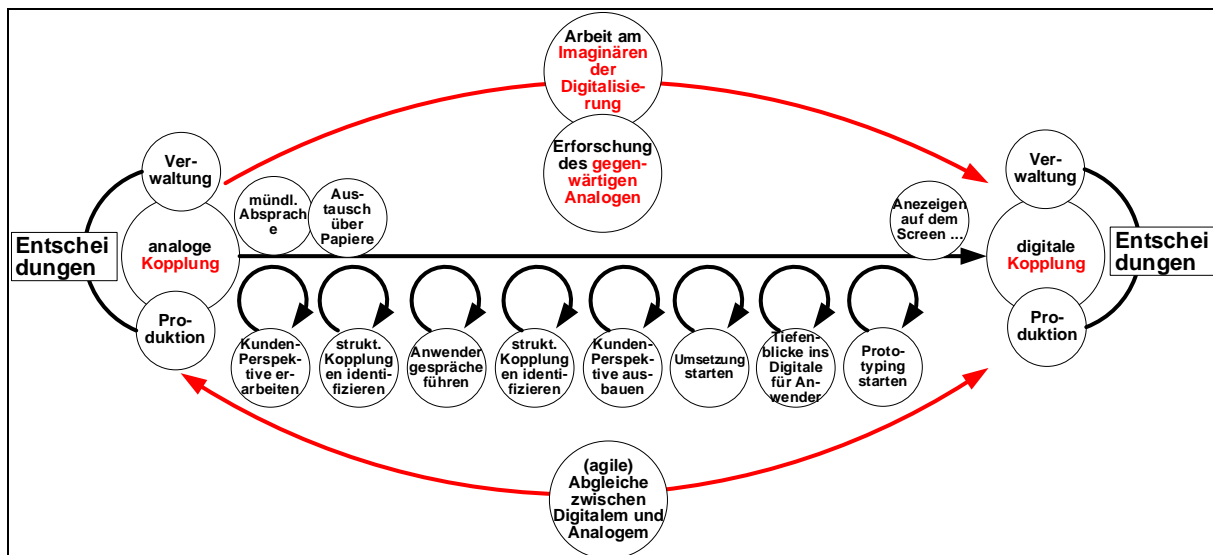 Arbeit am
Imaginären
der
Digitalisie-
rung
Erforschung
des gegen-
wärtigen
Analogen
Ver-
waltung
Entschei
dungen
analoge
Kopplung
Pro-
duktion
mündl.
Absprach
e
Aus-
tausch
über
Papiere
Anezeigen
auf dem
Screen ...
Ver-
waltung
digitale
Kopplung
Entschei
dungen
Pro-
duktion
Kunden-
Perspek-
tive er-
arbeiten
strukt.
Kopplung
en identi-
fizieren
Anwender
gespräche
führen
strukt.
Kopplung
en identi-
fizieren
Kunden-
Perspek-
tive aus-
bauen
Umsetzung
starten
Tiefen-
blicke ins
Digitale
für An-
wender
Proto-
typing
starten
(agile)
Abgleiche
zwischen
Digitalem und
Analogem